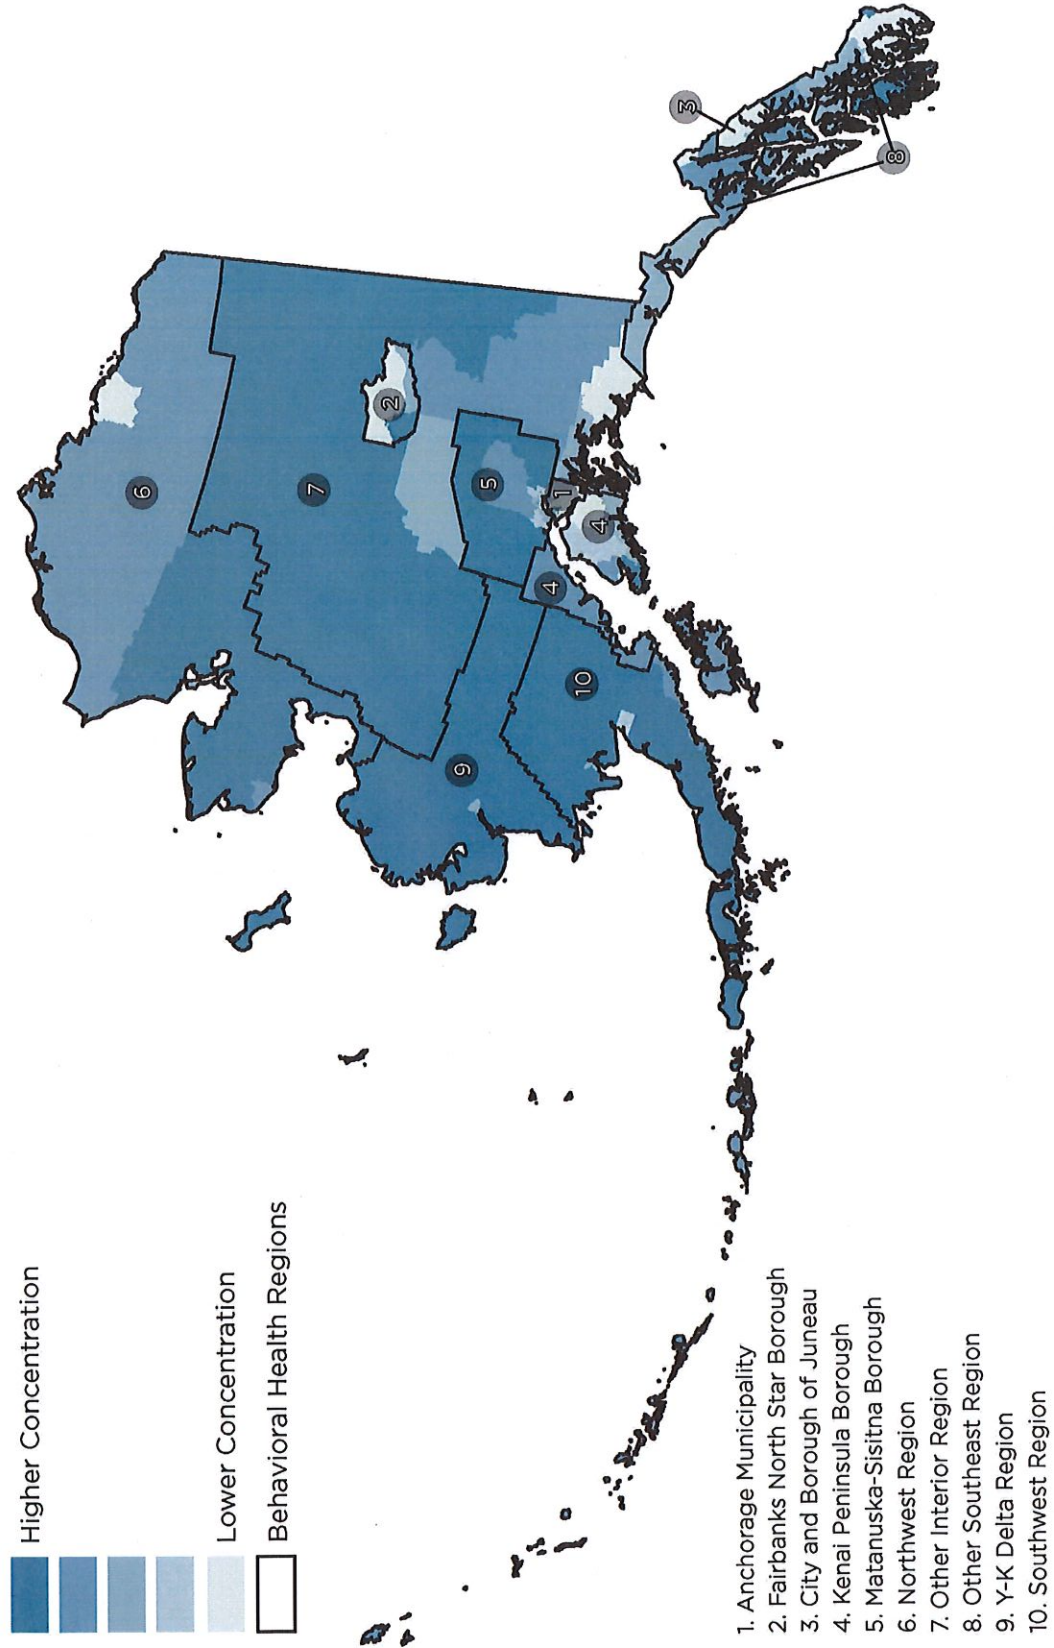 Higher Concentration
Lower Concentration
Behavioral Health Regions
1. Anchorage Municipality
2. Fairbanks North Star Borough
3. City and Borough of Juneau
4. Kenai Peninsula Borough
5. Matanuska-Sisitna Borough
6. Northwest Region
7. Other Interior Region
8. Other Southeast Region
9. Y-K Delta Region
10. Southwest Region
6
7
2
5
1
4
4
10
9
3
8